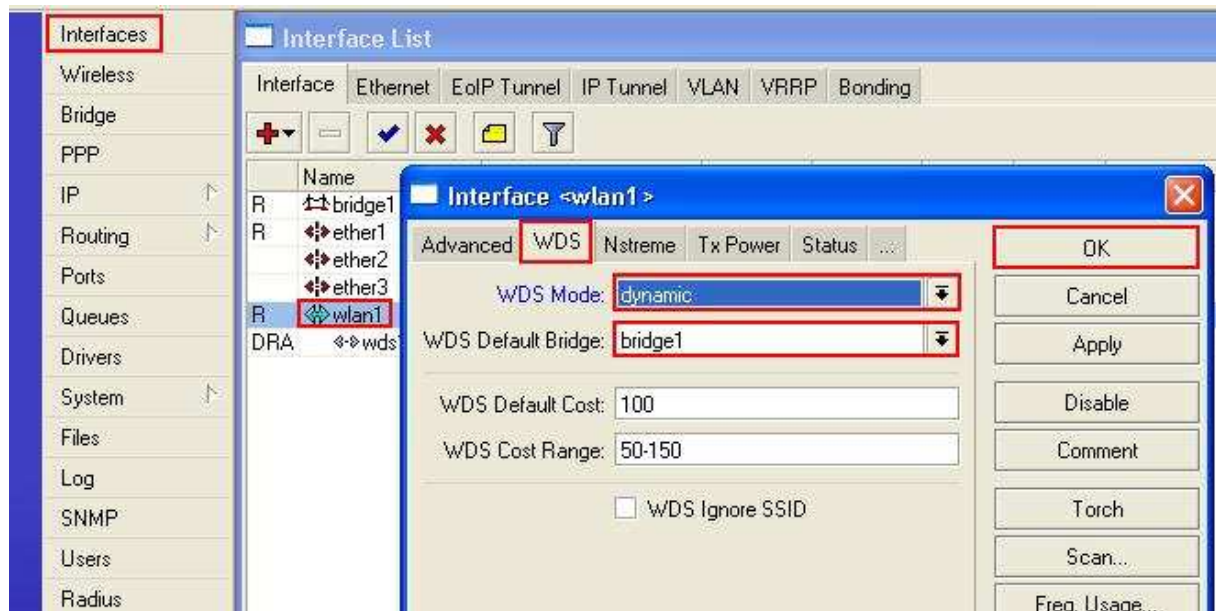 Interfaces
Wireless
Bridge
PPP
IP
Routing
Ports
Queues
Drivers
System
Files
Log
SNMP
Users
Radius
Interface List
Interface Ethernet EoIP Tunnel IP Tunnel VLAN VRRP Bonding
Name
R bridge1
R ether1
ether2
ether3
R wlan1
DRA wds
Interface <wlan1>
Advanced WDS Nstreme Tx Power Status ...
WDS Mode: dynamic
WDS Default Bridge: bridge1
WDS Default Cost: 100
WDS Cost Range: 50-150
WDS Ignore SSID
OK
Cancel
Apply
Disable
Comment
Torch
Scan...
Freq. Usage...